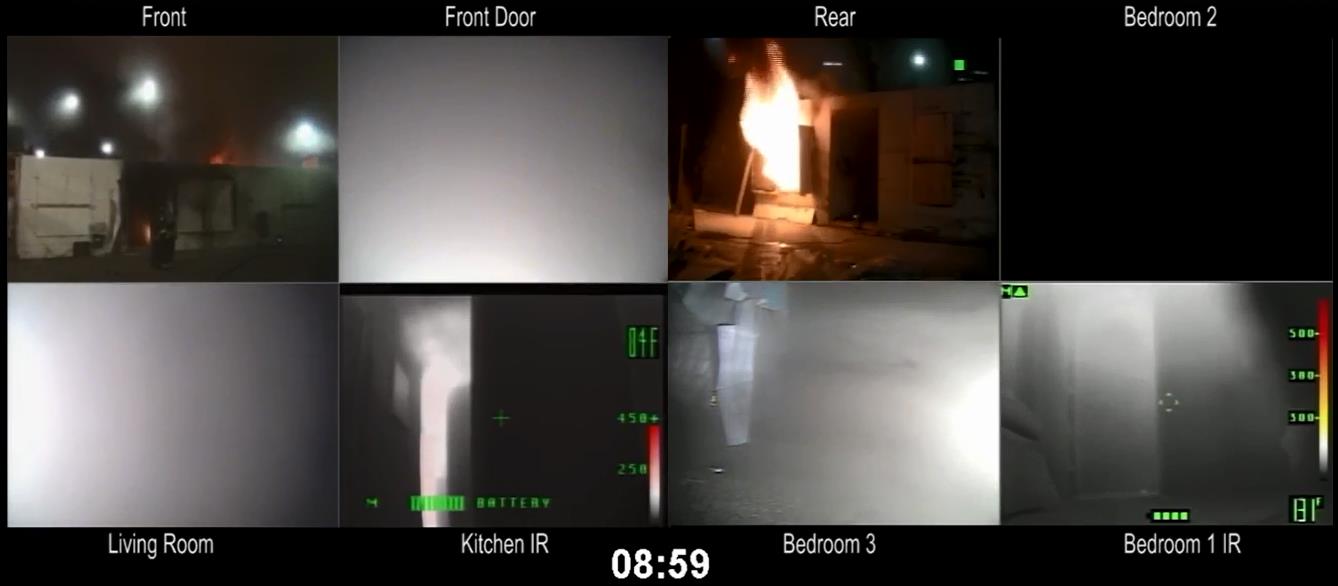 Front
Front Door
Rear
Bedroom 2
450+
250
M BATTERY
M
500-
300-
300-
81F
Living Room
Kitchen IR
Bedroom 3
Bedroom 1 IR
08:59